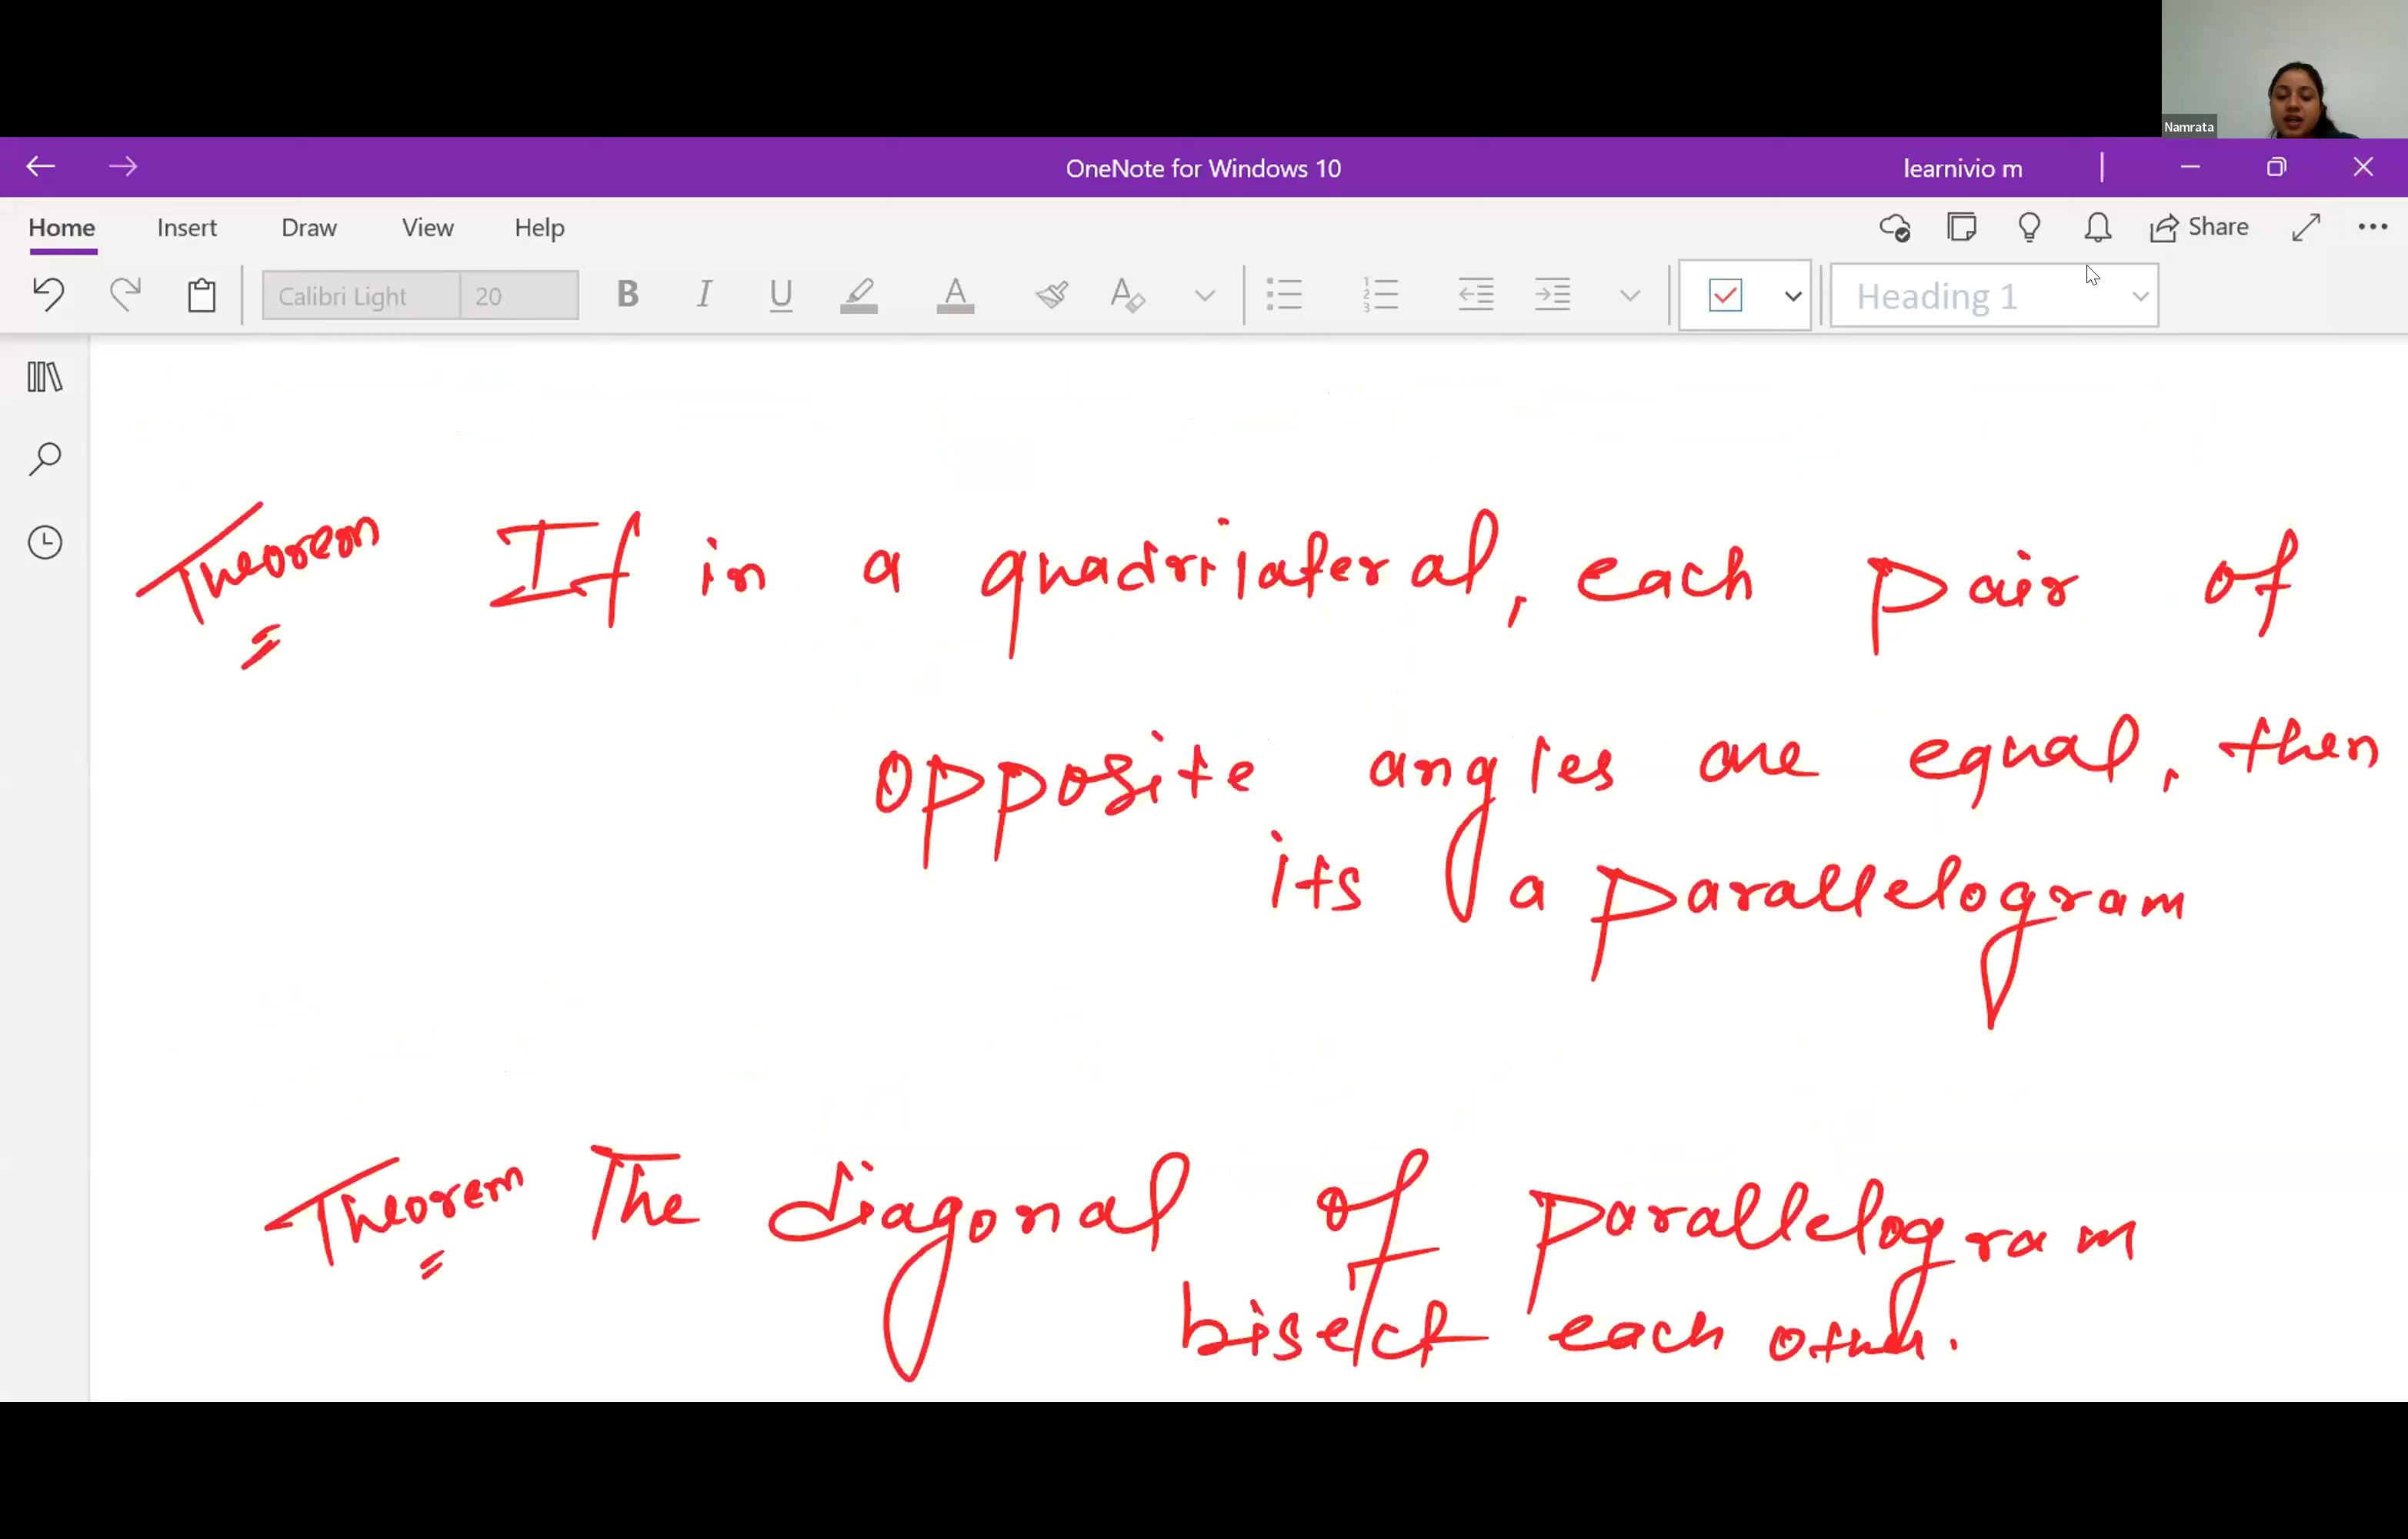 Namrata
OneNote for Windows 10
learnivio m
Home Insert Draw View Help
Share
Calibri Light 20 B I U A A Heading 1
Theorem If in a quadrilateral, each pair of
opposite angles are equal, then
its a parallelogram
Theorem The diagonal of parallelogram
bisect each other.